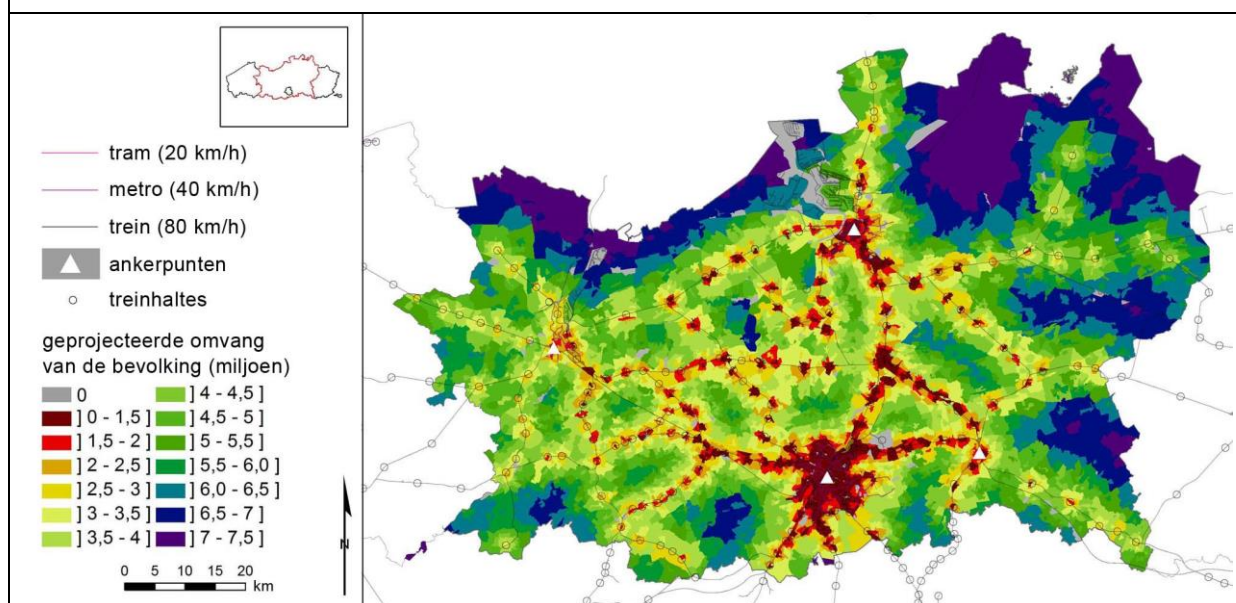 tram (20 km/h)
metro (40 km/h)
trein (80 km/h)
ankerpunten
treinhaltes
geprojecteerde omvang
van de bevolking (miljoen)
0
] 0 - 1,5 ]
] 1,5 - 2 ]
] 2 - 2,5 ]
] 2,5 - 3 ]
] 3 - 3,5 ]
] 3,5 - 4 ]
] 4 - 4,5 ]
] 4,5 - 5 ]
] 5 - 5,5 ]
] 5,5 - 6,0 ]
] 6,0 - 6,5 ]
] 6,5 - 7 ]
] 7 - 7,5 ]
N
0 5 10 15 20
km